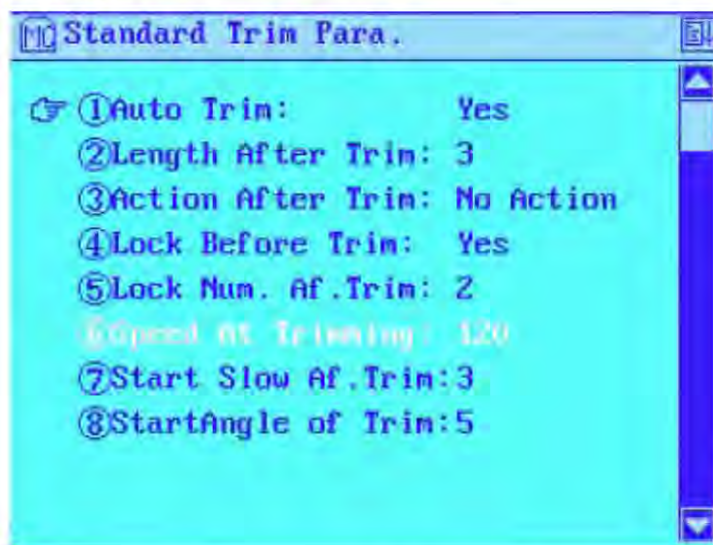 MC Standard Trim Para.
①Auto Trim: Yes
②Length After Trim: 3
③Action After Trim: No Action
④Lock Before Trim: Yes
⑤Lock Num. Af.Trim: 2
⑥Speed At Trimming: 120
⑦Start Slow Af.Trim:3
⑧StartAngle of Trim:5